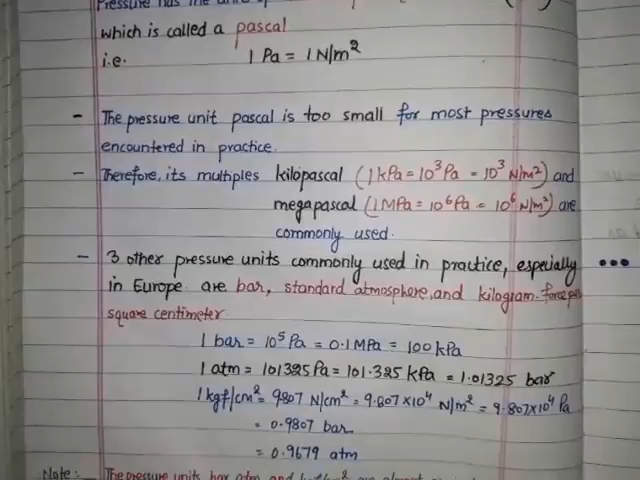 Pressure has the units of
which is called a pascal
i.e. 1 Pa = 1 N/m²
- The pressure unit pascal is too small for most pressures
encountered in practice.
- Therefore, its multiples kilopascal (1 kPa = 10³ Pa = 10³ N/m²) and
megapascal (1 MPa = 10⁶ Pa = 10⁶ N/m²) are
commonly used.
- 3 other pressure units commonly used in practice, especially
in Europe are bar, standard atmosphere, and kilogram-force per
square centimeter
1 bar = 10⁵ Pa = 0.1 MPa = 100 kPa
1 atm = 101325 Pa = 101.325 kPa = 1.01325 bar
1 kgf/cm² = 9.807 N/cm² = 9.807×10⁴ N/m² = 9.807×10⁴ Pa
= 0.9807 bar
= 0.9679 atm
Note:- The pressure units bar, atm and